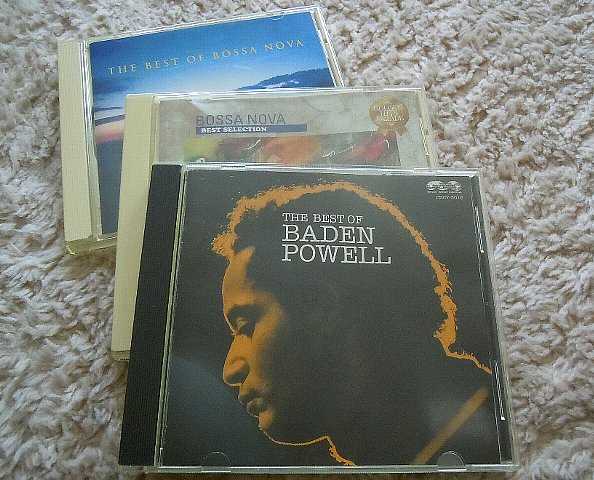 THE BEST OF BOSSA NOVA
BOSSA NOVA
BEST SELECTION
THE BEST OF
BADEN
POWELL